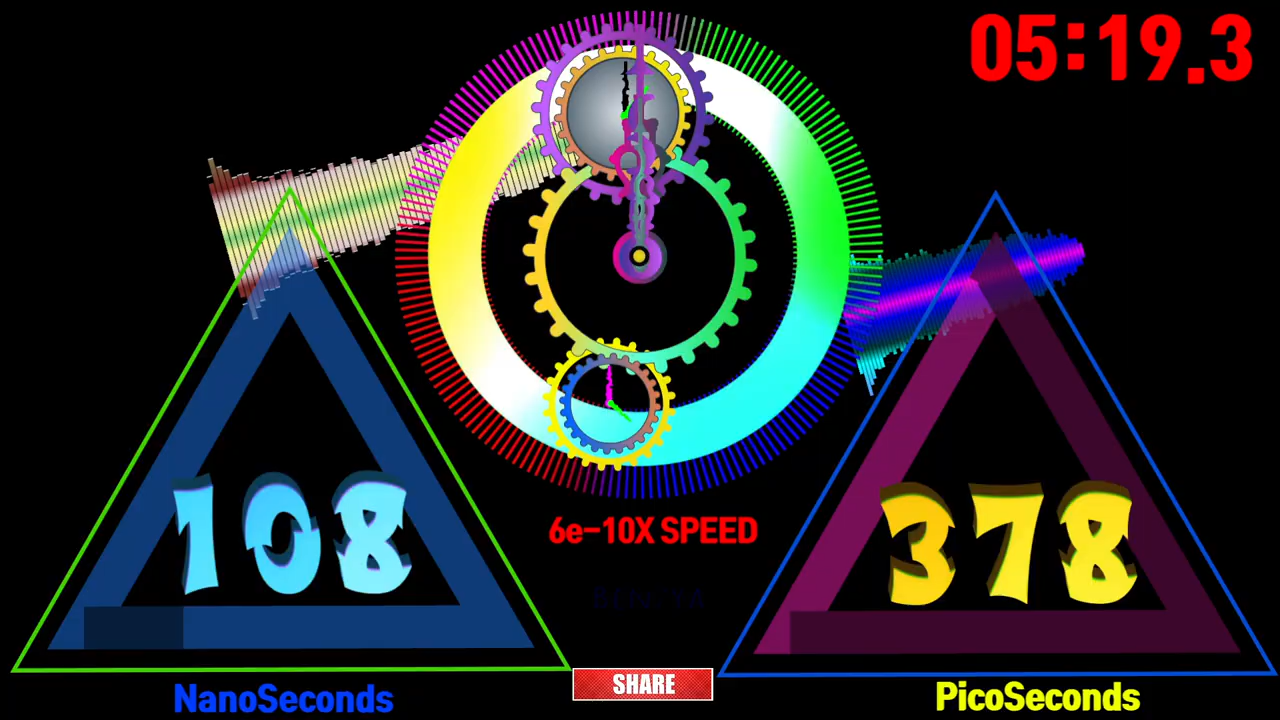 05:19.3
108
378
6e-10X SPEED
SHARE
NanoSeconds
PicoSeconds